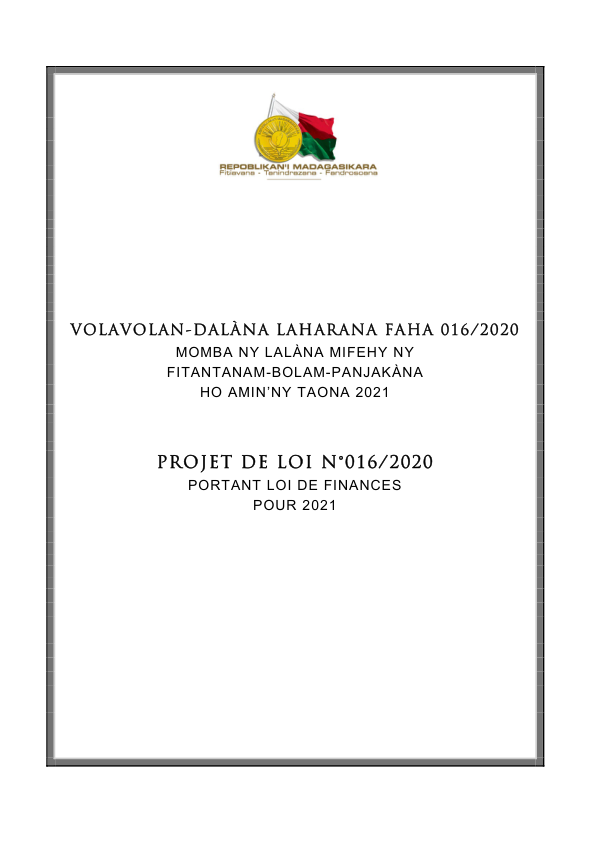 REPOBLIKAN'I MADAGASIKARA
Fitiavana - Tanindrazana - Fandrosoana
VOLAVOLAN-DALÀNA LAHARANA FAHA 016/2020
MOMBA NY LALÀNA MIFEHY NY
FITANTANAM-BOLAM-PANJAKÀNA
HO AMIN'NY TAONA 2021
PROJET DE LOI N°016/2020
PORTANT LOI DE FINANCES
POUR 2021